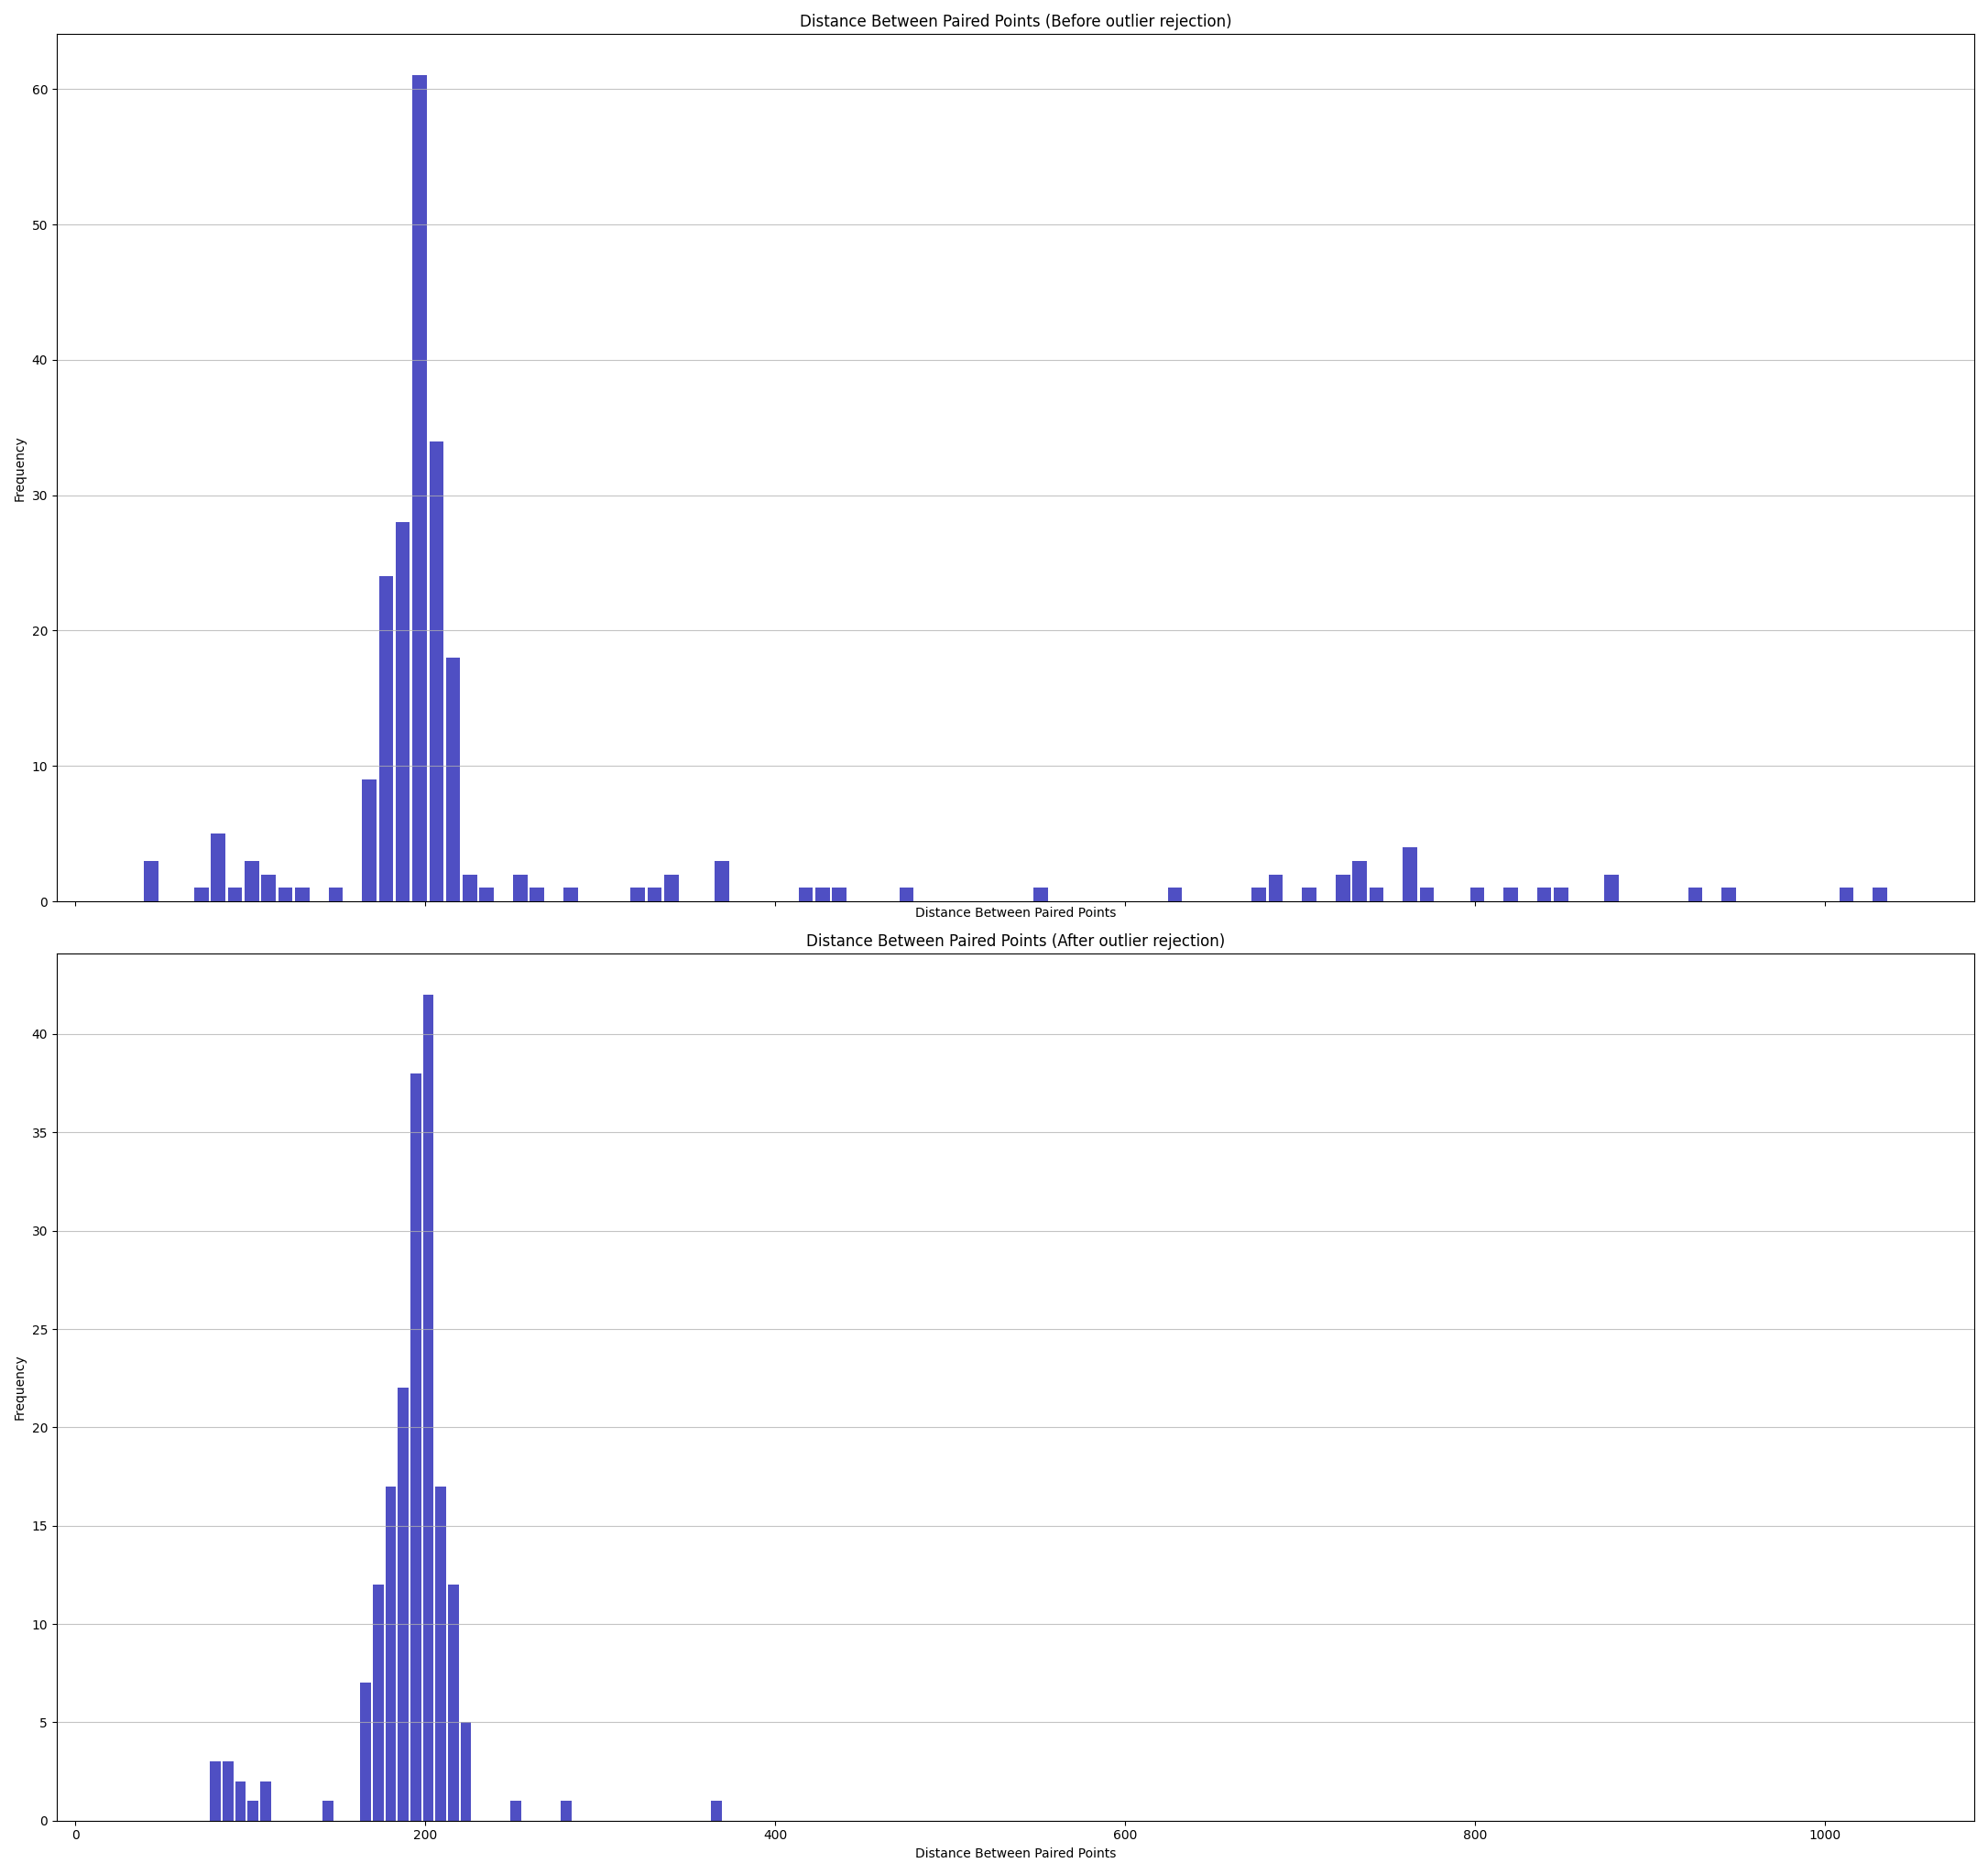 Distance Between Paired Points (Before outlier rejection)
60
50
40
30
20
10
0
Frequency
Distance Between Paired Points
Distance Between Paired Points (After outlier rejection)
40
35
30
25
20
15
10
5
0
Frequency
0 200 400 600 800 1000
Distance Between Paired Points